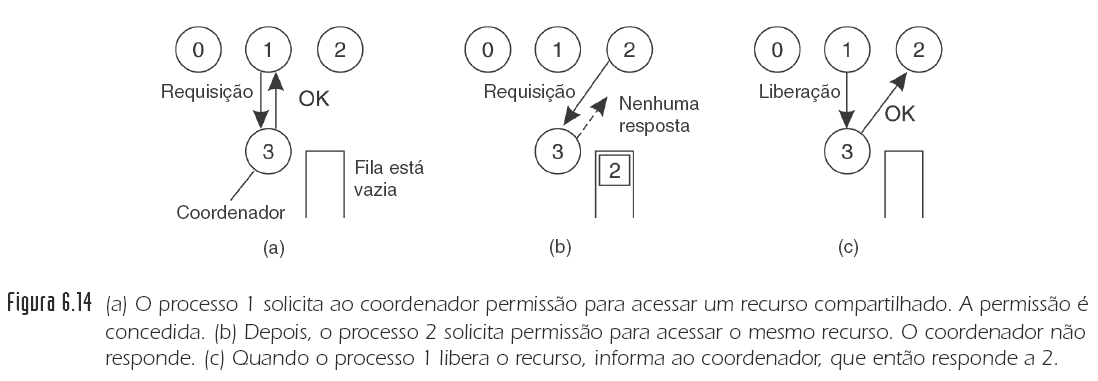 0 1 2
Requisição
OK
3
Fila está
vazia
Coordenador
(a)
0 1 2
Requisição
Nenhuma
resposta
3
2
(b)
0 1 2
Liberação
OK
3
(c)
Figura 6.14 (a) O processo 1 solicita ao coordenador permissão para acessar um recurso compartilhado. A permissão é
concedida. (b) Depois, o processo 2 solicita permissão para acessar o mesmo recurso. O coordenador não
responde. (c) Quando o processo 1 libera o recurso, informa ao coordenador, que então responde a 2.